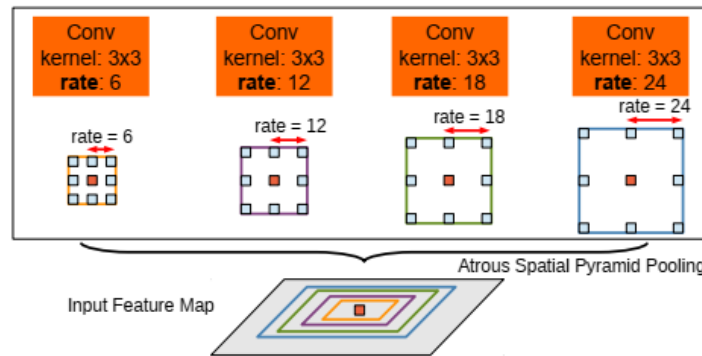 Conv
kernel: 3x3
rate: 6
Conv
kernel: 3x3
rate: 12
Conv
kernel: 3x3
rate: 18
Conv
kernel: 3x3
rate: 24
rate = 6
rate = 12
rate = 18
rate = 24
Atrous Spatial Pyramid Pooling
Input Feature Map